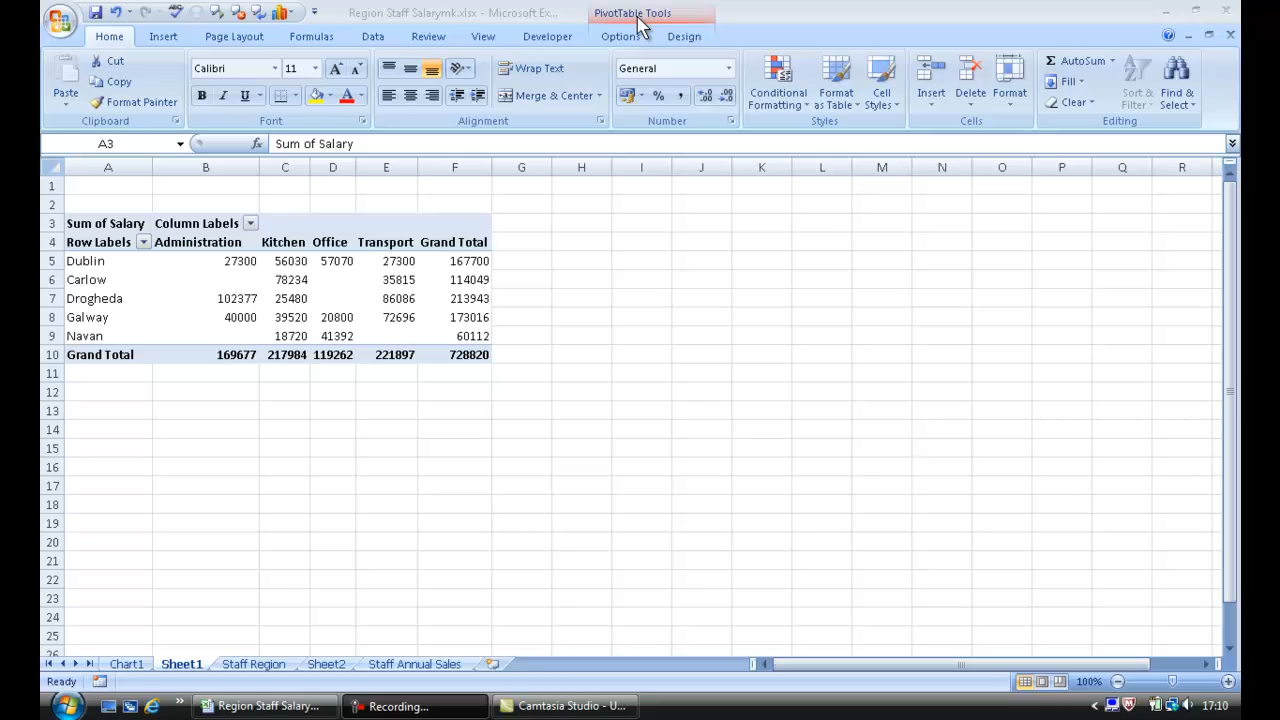 Region Staff Salarymk.xlsx - Microsoft Ex... PivotTable Tools
Home Insert Page Layout Formulas Data Review View Developer Options Design
Paste Cut Copy Format Painter
Clipboard
Calibri 11
B I U
Font
Wrap Text
Merge & Center
Alignment
General
% ,
Number
Conditional Formatting
Format as Table
Cell Styles
Styles
Insert Delete Format
Cells
Σ AutoSum
Fill
Clear
Sort & Filter
Find & Select
Editing
A3 fx Sum of Salary
A B C D E F G H I J K L M N O P Q R
1
2
3 Sum of Salary Column Labels
4 Row Labels Administration Kitchen Office Transport Grand Total
5 Dublin 27300 56030 57070 27300 167700
6 Carlow 78234 35815 114049
7 Drogheda 102377 25480 86086 213943
8 Galway 40000 39520 20800 72696 173016
9 Navan 18720 41392 60112
10 Grand Total 169677 217984 119262 221897 728820
11
12
13
14
15
16
17
18
19
20
21
22
23
24
25
26
Chart1 Sheet1 Staff Region Sheet2 Staff Annual Sales
Ready 100%
Region Staff Salary... Recording... Camtasia Studio - U... 17:10